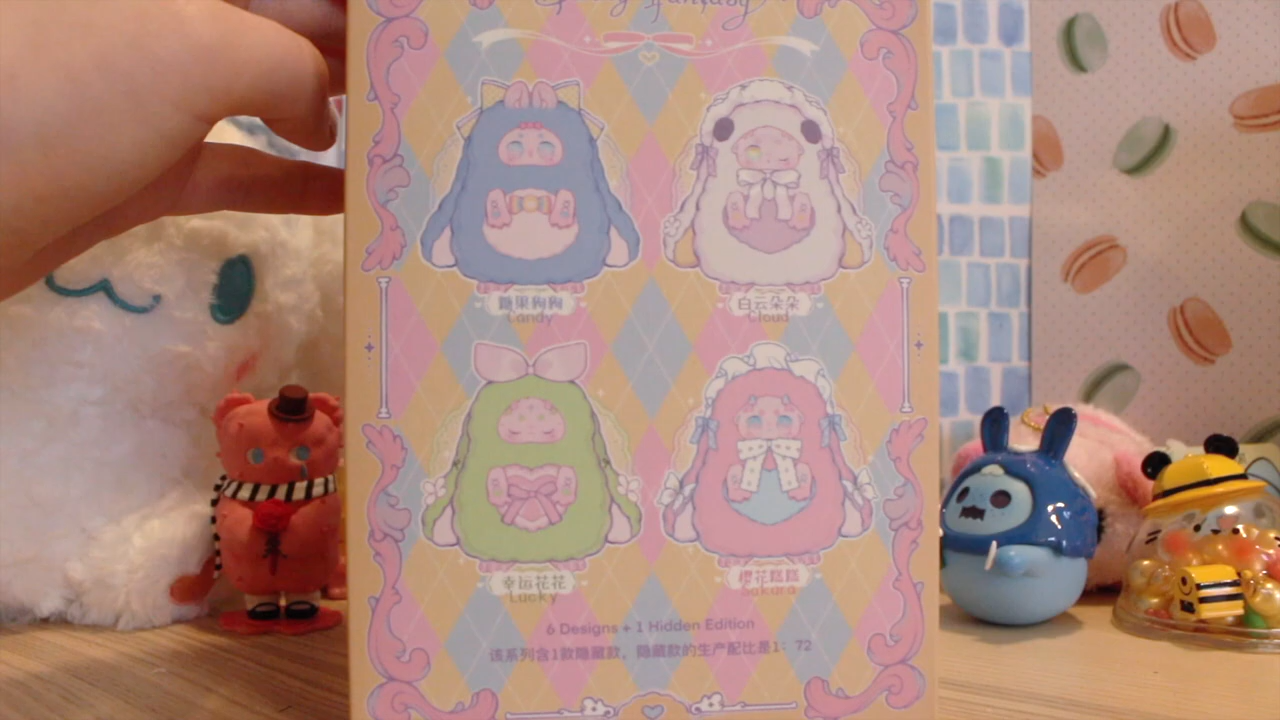 糖果狗狗
Candy
白云朵朵
Cloud
幸运花花
Lucky
樱花糕糕
Sakura
6 Designs + 1 Hidden Edition
该系列含1款隐藏款，隐藏款的生产配比是1：72